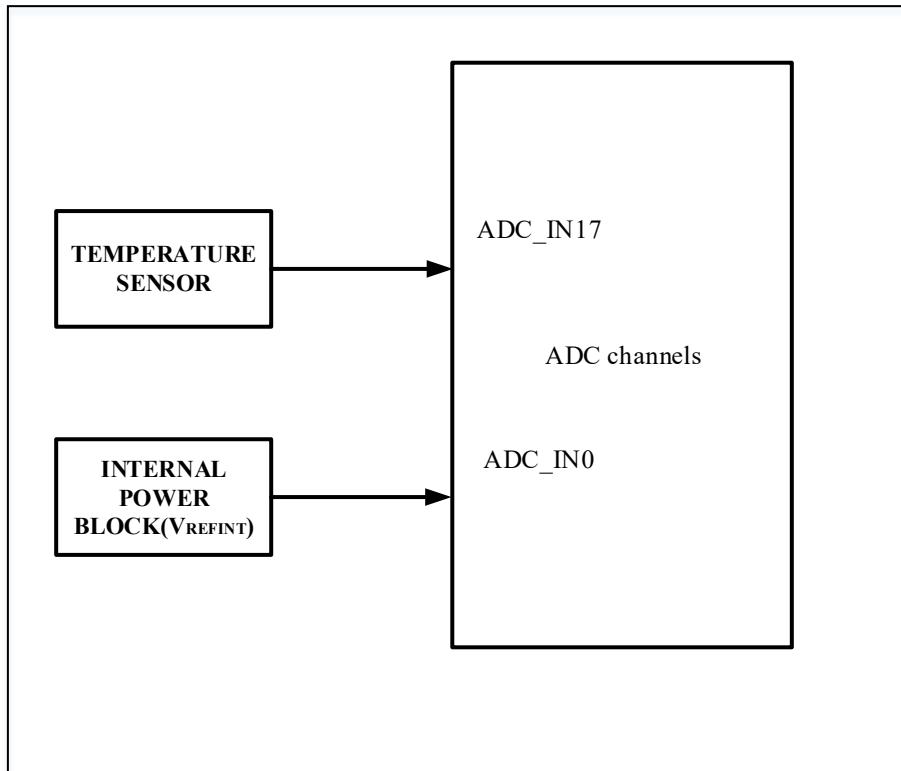 TEMPERATURE
SENSOR
ADC_IN17
ADC channels
INTERNAL
POWER
BLOCK(VREFINT)
ADC_IN0